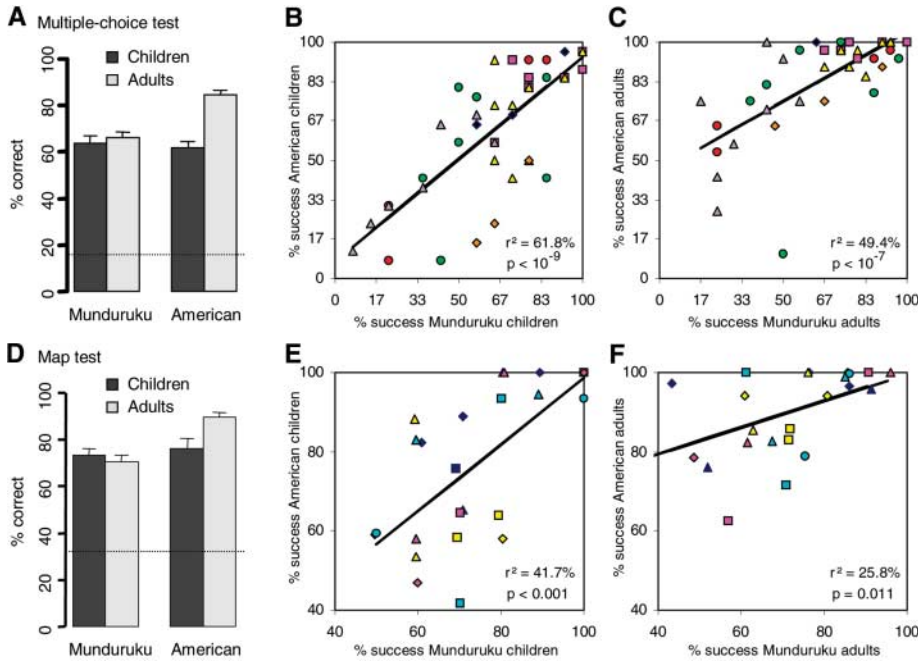 A Multiple-choice test
Children
Adults
% correct
0 20 40 60 80 100
Munduruku American
B
% success American children
100
83
67
50
33
17
0
r² = 61.8%
p < 10⁻⁹
0 17 33 50 67 83 100
% success Munduruku children
C
% success American adults
100
83
67
50
33
17
0
r² = 49.4%
p < 10⁻⁷
0 17 33 50 67 83 100
% success Munduruku adults
D Map test
Children
Adults
% correct
0 20 40 60 80 100
Munduruku American
E
% success American children
100
80
60
40
r² = 41.7%
p < 0.001
40 50 60 70 80 90 100
% success Munduruku children
F
% success American adults
100
80
60
40
r² = 25.8%
p = 0.011
40 50 60 70 80 90 100
% success Munduruku adults